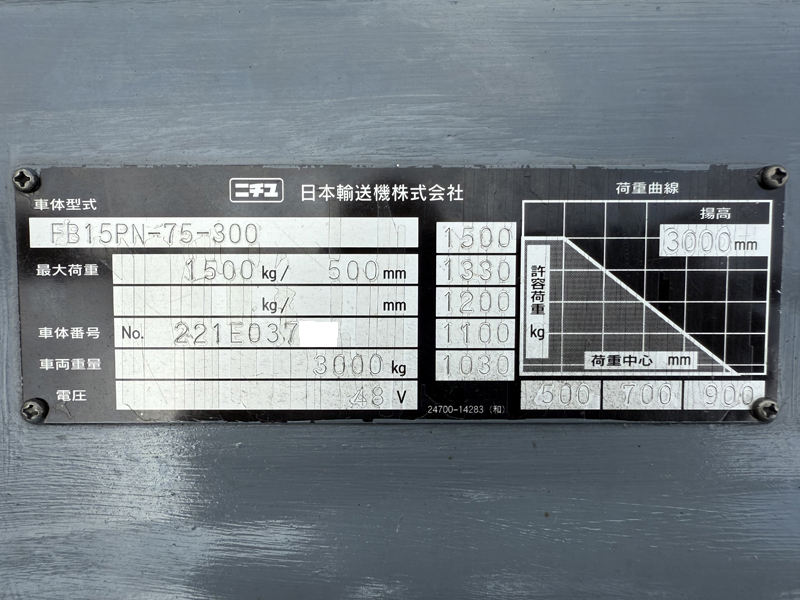 ニチユ 日本輸送機株式会社
車体型式
FB15PN-75-300
最大荷重 1500 kg/ 500 mm
kg/ mm
車体番号 No. 221E037
車両重量 3000 kg
電圧 48 V
1500
1330
1200
1100
1030
24700-14283 (和)
荷重曲線
揚高
3000 mm
許容荷重 kg
荷重中心 mm
500 700 900